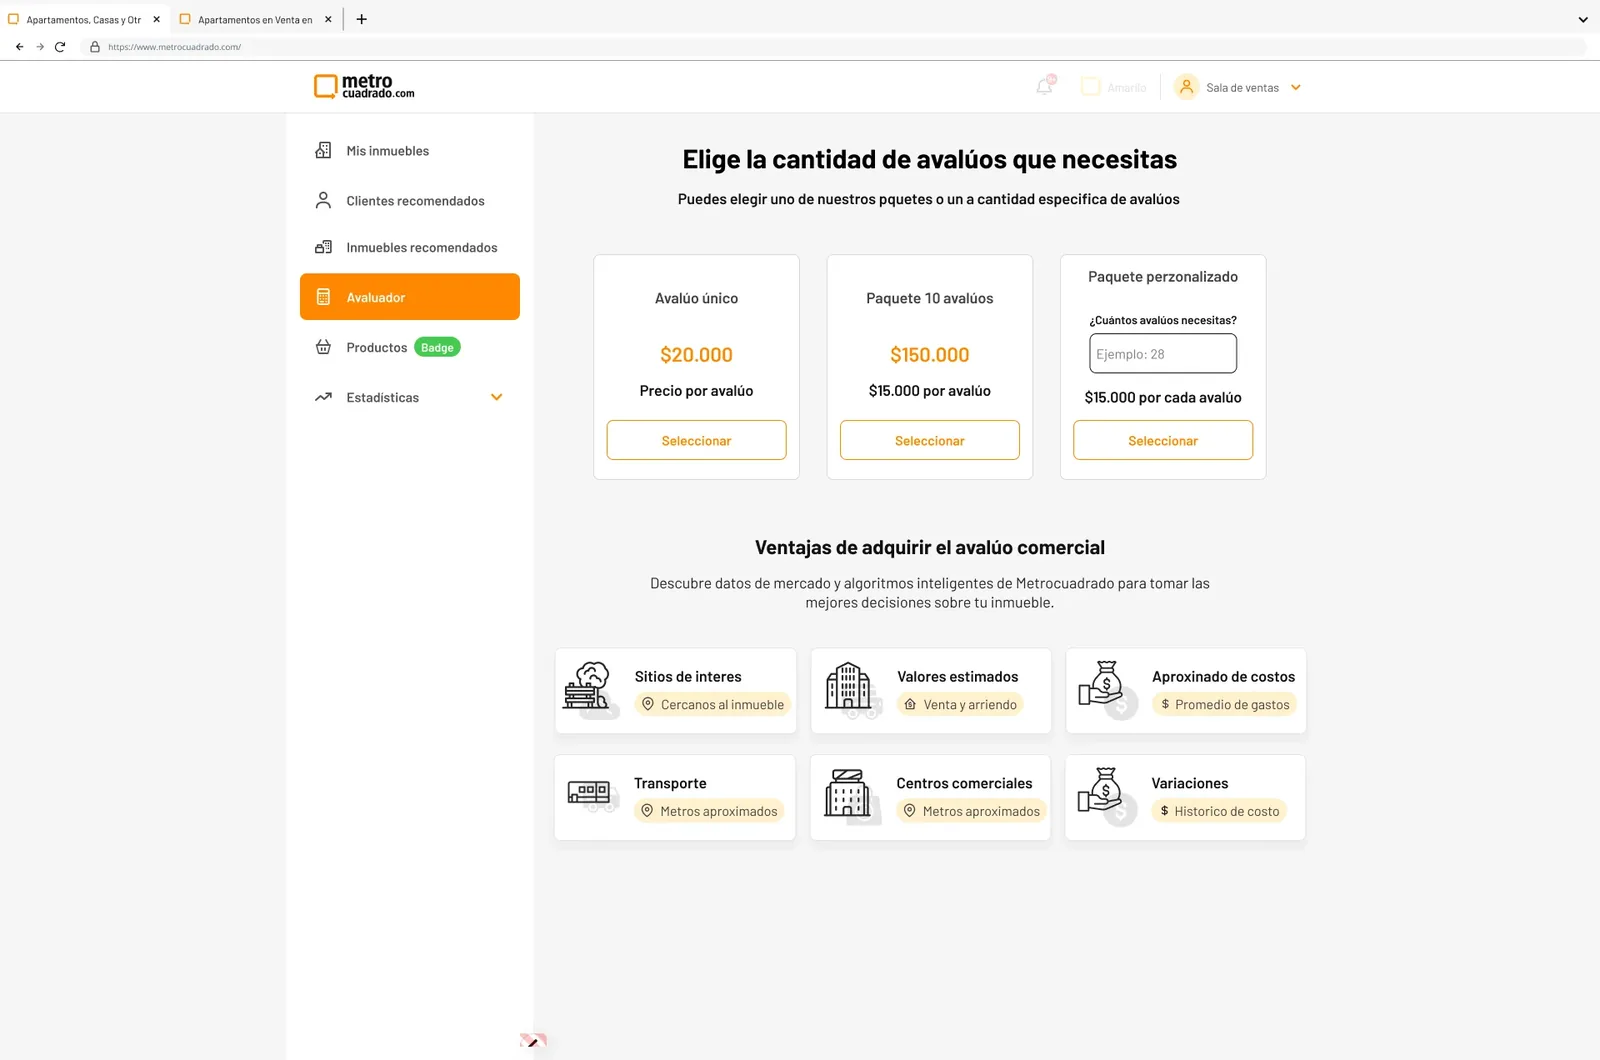 Apartamentos, Casas y Otr
Apartamentos en Venta en
https://www.metrocuadrado.com/
metro
cuadrado.com
9+
Amarilo
Sala de ventas
Mis inmuebles
Clientes recomendados
Inmuebles recomendados
Avaluador
Productos Badge
Estadísticas
Elige la cantidad de avalúos que necesitas
Puedes elegir uno de nuestros pquetes o un a cantidad especifica de avalúos
Avalúo único
$20.000
Precio por avalúo
Seleccionar
Paquete 10 avalúos
$150.000
$15.000 por avalúo
Seleccionar
Paquete perzonalizado
¿Cuántos avalúos necesitas?
Ejemplo: 28
$15.000 por cada avalúo
Seleccionar
Ventajas de adquirir el avalúo comercial
Descubre datos de mercado y algoritmos inteligentes de Metrocuadrado para tomar las
mejores decisiones sobre tu inmueble.
Sitios de interes
Cercanos al inmueble
Valores estimados
Venta y arriendo
Aproxinado de costos
$ Promedio de gastos
Transporte
Metros aproximados
Centros comerciales
Metros aproximados
Variaciones
$ Historico de costo